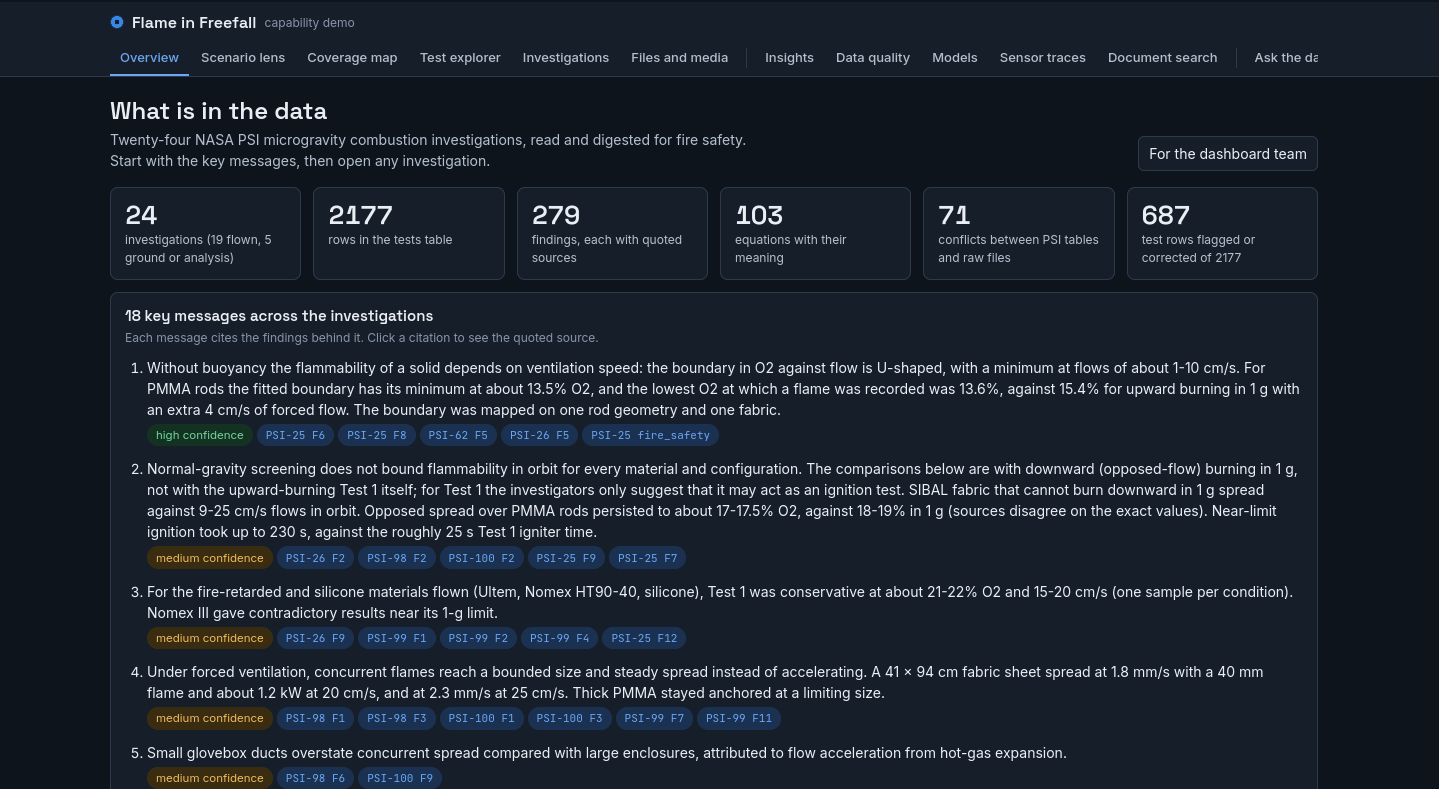 Flame in Freefall capability demo
Overview Scenario lens Coverage map Test explorer Investigations Files and media Insights Data quality Models Sensor traces Document search Ask the da
What is in the data
Twenty-four NASA PSI microgravity combustion investigations, read and digested for fire safety.
Start with the key messages, then open any investigation.
For the dashboard team
24
investigations (19 flown, 5
ground or analysis)
2177
rows in the tests table
279
findings, each with quoted
sources
103
equations with their
meaning
71
conflicts between PSI tables
and raw files
687
test rows flagged or
corrected of 2177
18 key messages across the investigations
Each message cites the findings behind it. Click a citation to see the quoted source.
1. Without buoyancy the flammability of a solid depends on ventilation speed: the boundary in O2 against flow is U-shaped, with a minimum at flows of about 1-10 cm/s. For
PMMA rods the fitted boundary has its minimum at about 13.5% O2, and the lowest O2 at which a flame was recorded was 13.6%, against 15.4% for upward burning in 1 g with
an extra 4 cm/s of forced flow. The boundary was mapped on one rod geometry and one fabric.
high confidence PSI-25 F6 PSI-25 F8 PSI-62 F5 PSI-26 F5 PSI-25 fire_safety
2. Normal-gravity screening does not bound flammability in orbit for every material and configuration. The comparisons below are with downward (opposed-flow) burning in 1 g,
not with the upward-burning Test 1 itself; for Test 1 the investigators only suggest that it may act as an ignition test. SIBAL fabric that cannot burn downward in 1 g spread
against 9-25 cm/s flows in orbit. Opposed spread over PMMA rods persisted to about 17-17.5% O2, against 18-19% in 1 g (sources disagree on the exact values). Near-limit
ignition took up to 230 s, against the roughly 25 s Test 1 igniter time.
medium confidence PSI-26 F2 PSI-98 F2 PSI-100 F2 PSI-25 F9 PSI-25 F7
3. For the fire-retarded and silicone materials flown (Ultem, Nomex HT90-40, silicone), Test 1 was conservative at about 21-22% O2 and 15-20 cm/s (one sample per condition).
Nomex III gave contradictory results near its 1-g limit.
medium confidence PSI-26 F9 PSI-99 F1 PSI-99 F2 PSI-99 F4 PSI-25 F12
4. Under forced ventilation, concurrent flames reach a bounded size and steady spread instead of accelerating. A 41 × 94 cm fabric sheet spread at 1.8 mm/s with a 40 mm
flame and about 1.2 kW at 20 cm/s, and at 2.3 mm/s at 25 cm/s. Thick PMMA stayed anchored at a limiting size.
medium confidence PSI-98 F1 PSI-98 F3 PSI-100 F1 PSI-100 F3 PSI-99 F7 PSI-99 F11
5. Small glovebox ducts overstate concurrent spread compared with large enclosures, attributed to flow acceleration from hot-gas expansion.
medium confidence PSI-98 F6 PSI-100 F9